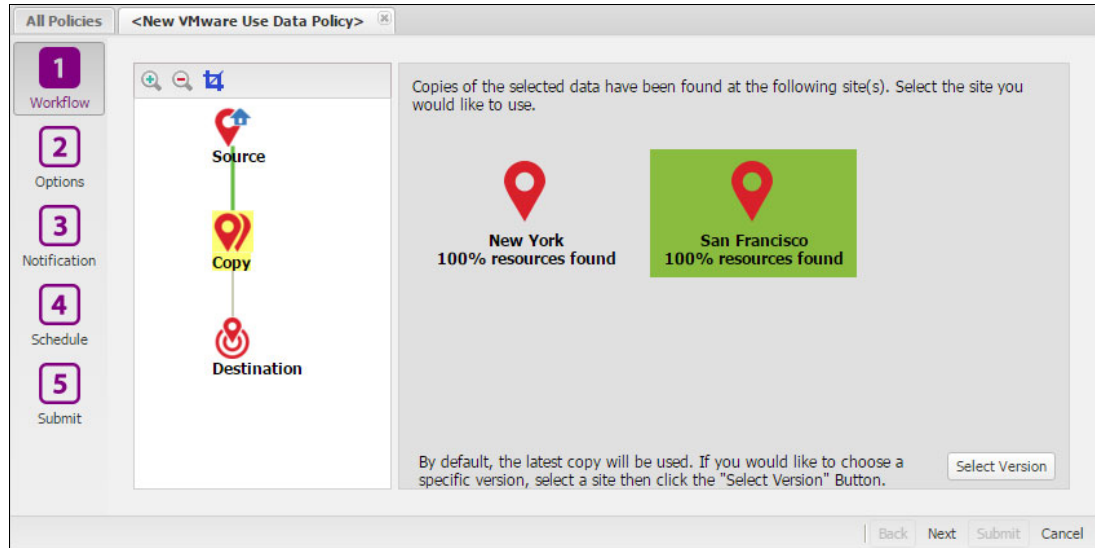 All Policies
<New VMware Use Data Policy>
1
Workflow
2
Options
3
Notification
4
Schedule
5
Submit
Source
Copy
Destination
Copies of the selected data have been found at the following site(s). Select the site you
would like to use.
New York
100% resources found
San Francisco
100% resources found
By default, the latest copy will be used. If you would like to choose a
specific version, select a site then click the "Select Version" Button.
Select Version
Back Next Submit Cancel